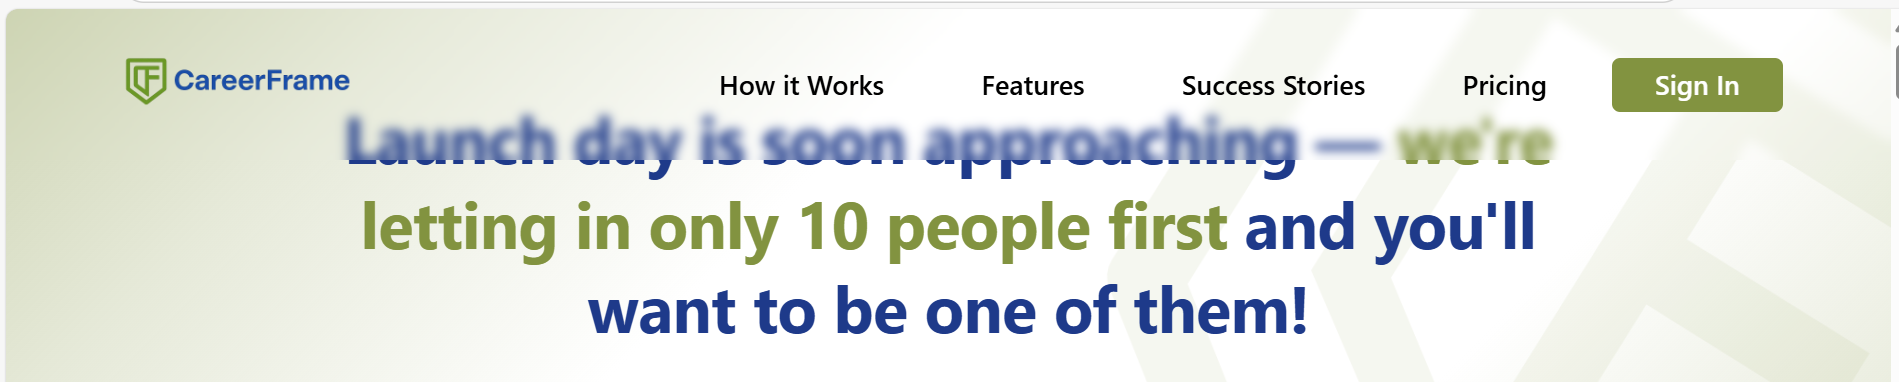 CareerFrame
How it Works
Features
Success Stories
Pricing
Sign In
Launch day is soon approaching — we're
letting in only 10 people first and you'll
want to be one of them!